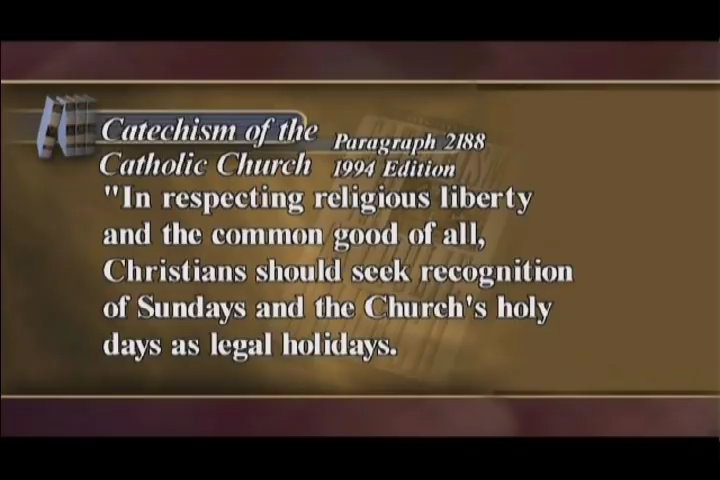 Catechism of the Paragraph 2188
Catholic Church 1994 Edition
"In respecting religious liberty
and the common good of all,
Christians should seek recognition
of Sundays and the Church's holy
days as legal holidays.